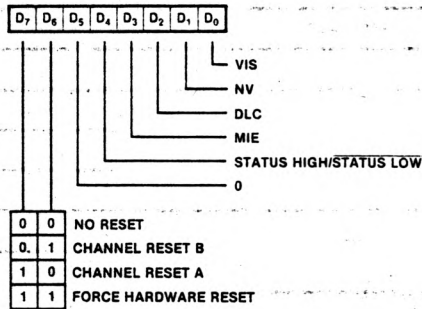 D7 D6 D5 D4 D3 D2 D1 D0
VIS
NV
DLC
MIE
STATUS HIGH/STATUS LOW
0
0 0 NO RESET
0. 1 CHANNEL RESET B
1 0 CHANNEL RESET A
1 1 FORCE HARDWARE RESET